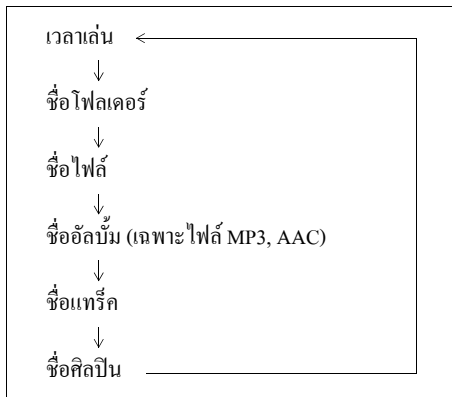 เวลาเล่น
ชื่อโฟลเดอร์
ชื่อไฟล์
ชื่ออัลบั้ม (เฉพาะไฟล์ MP3, AAC)
ชื่อแทร็ค
ชื่อศิลปิน